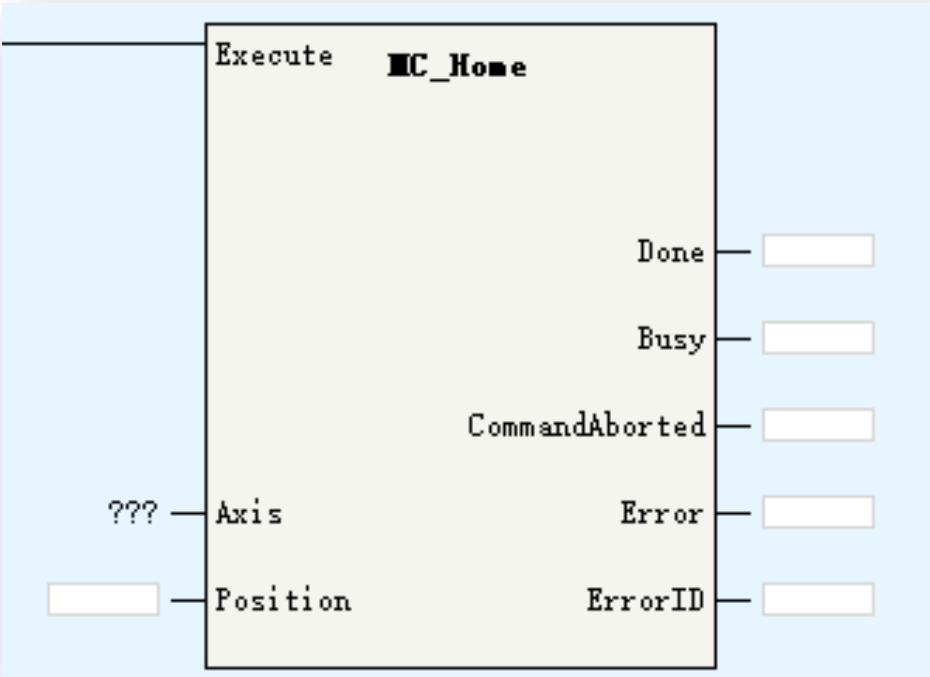 Execute
MC_Home
Done
Busy
CommandAborted
??? Axis
Error
Position
ErrorID